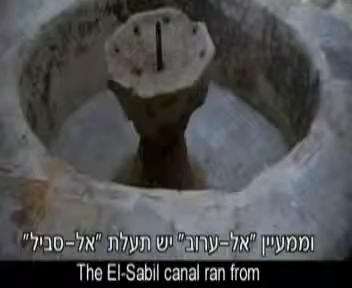 וממעיין "אל-ערוב" יש תעלת "אל-סביל"
The El-Sabil canal ran from